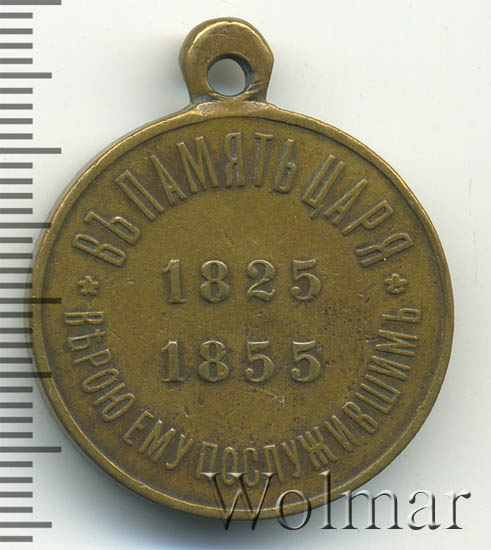 ВЪ ПАМЯТЬ ЦАРЯ
1825
1855
ВѢРОЮ ЕМУ ПОСЛУЖИВШИМЪ
Wolmar